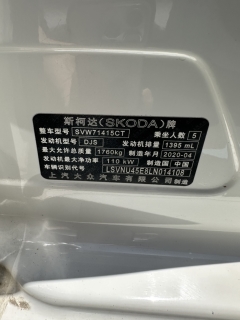 斯柯达(SKODA)牌
整车型号 SVW71415CT 乘坐人数 5
发动机型号 DJS 发动机排量 1395 mL
最大允许总质量 1760kg 制造年月 2020-04
发动机最大净功率 110 kW 中国制造
车辆识别代号 LSVNU45E8LN014108
上汽大众汽车有限公司 制造